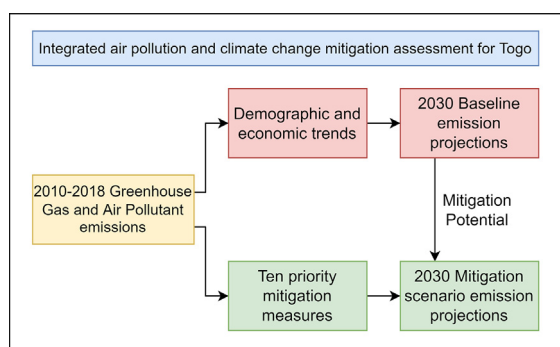 Integrated air pollution and climate change mitigation assessment for Togo
Demographic and
economic trends
2030 Baseline
emission
projections
2010-2018 Greenhouse
Gas and Air Pollutant
emissions
Mitigation
Potential
Ten priority
mitigation
measures
2030 Mitigation
scenario emission
projections